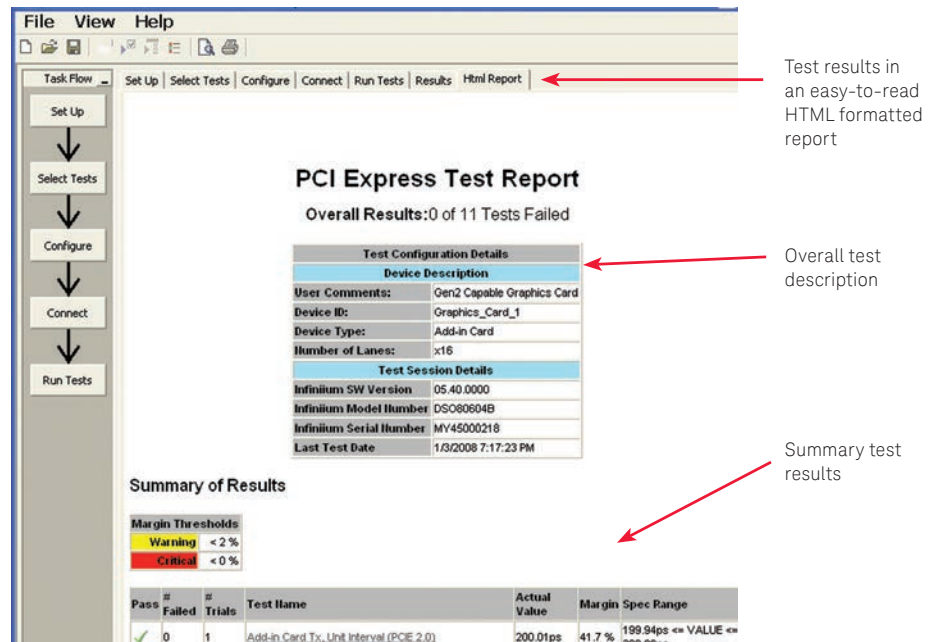 File View Help
Task Flow
Set Up
Select Tests
Configure
Connect
Run Tests
Set Up Select Tests Configure Connect Run Tests Results Html Report
PCI Express Test Report
Overall Results:0 of 11 Tests Failed
Test Configuration Details
Device Description
User Comments: Gen2 Capable Graphics Card
Device ID: Graphics_Card_1
Device Type: Add-in Card
Number of Lanes: x16
Test Session Details
Infiniium SW Version 05.40.0000
Infiniium Model Number DSO80604B
Infiniium Serial Number MY45000218
Last Test Date 1/3/2008 7:17:23 PM
Summary of Results
Margin Thresholds
Warning < 2 %
Critical < 0 %
Pass # Failed # Trials Test Name Actual Value Margin Spec Range
0 1 Add-in Card Tx, Unit Interval (PCIE 2.0) 200.01ps 41.7 % 199.94ps <= VALUE <=
Test results in
an easy-to-read
HTML formatted
report
Overall test
description
Summary test
results